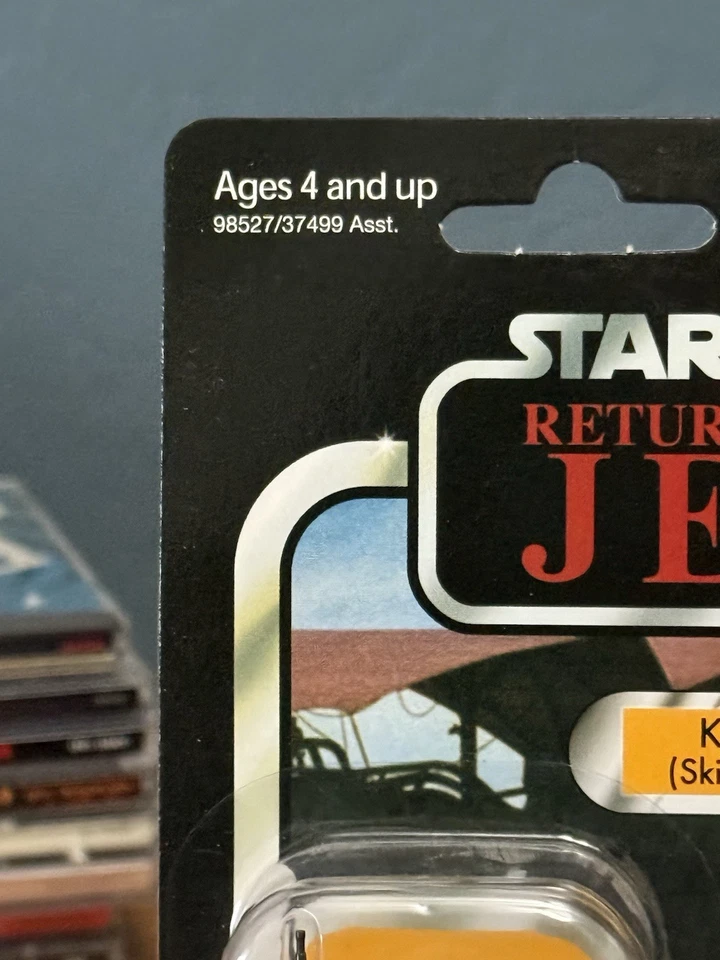 Ages 4 and up
98527/37499 Asst.
STAR
RETUR
JE
K
(Ski